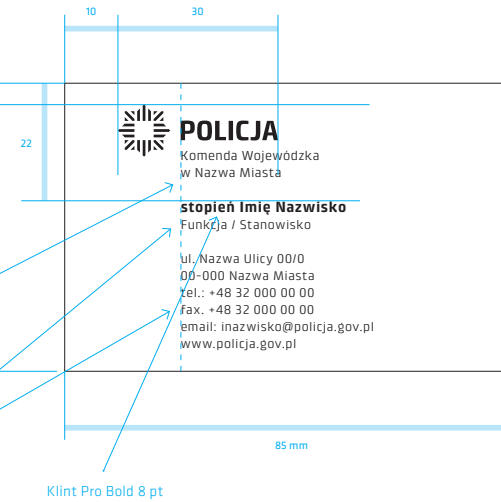 10 30
22
POLICJA
Komenda Wojewódzka
w Nazwa Miasta
stopień Imię Nazwisko
Funkcja / Stanowisko
ul. Nazwa Ulicy 00/0
00-000 Nazwa Miasta
tel.: +48 32 000 00 00
fax. +48 32 000 00 00
email: inazwisko@policja.gov.pl
www.policja.gov.pl
85 mm
Klint Pro Bold 8 pt